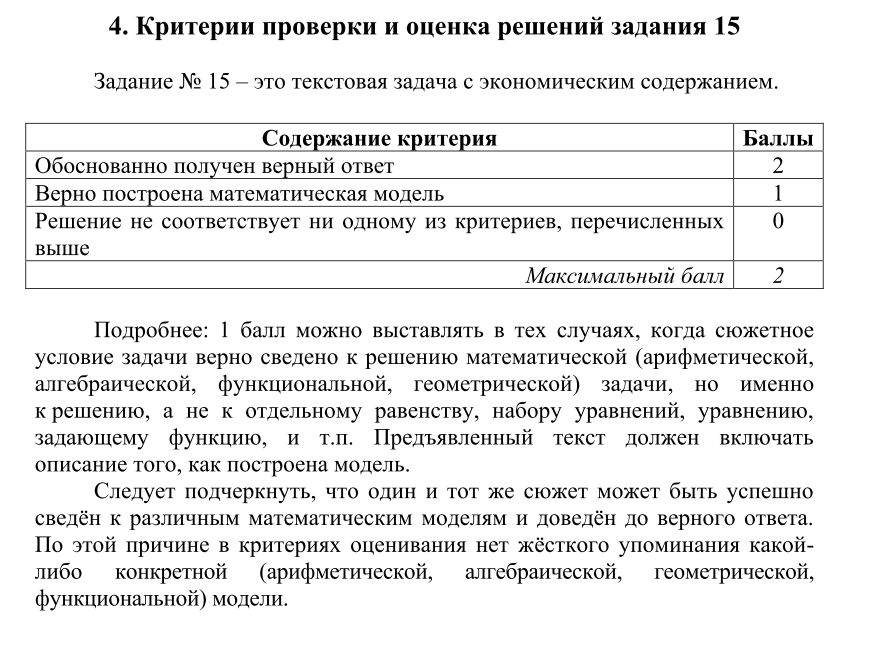 4. Критерии проверки и оценка решений задания 15
Задание № 15 – это текстовая задача с экономическим содержанием.
Содержание критерия Баллы
Обоснованно получен верный ответ 2
Верно построена математическая модель 1
Решение не соответствует ни одному из критериев, перечисленных 0
выше
Максимальный балл 2
Подробнее: 1 балл можно выставлять в тех случаях, когда сюжетное
условие задачи верно сведено к решению математической (арифметической,
алгебраической, функциональной, геометрической) задачи, но именно
к решению, а не к отдельному равенству, набору уравнений, уравнению,
задающему функцию, и т.п. Предъявленный текст должен включать
описание того, как построена модель.
Следует подчеркнуть, что один и тот же сюжет может быть успешно
сведён к различным математическим моделям и доведён до верного ответа.
По этой причине в критериях оценивания нет жёсткого упоминания какой-
либо конкретной (арифметической, алгебраической, геометрической,
функциональной) модели.